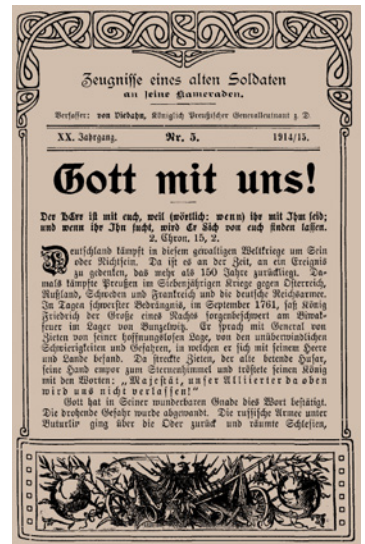 Zeugnisse eines alten Soldaten
an seine Kameraden.
Verfasser: von Viebahn, Königlich Preußischer Generalleutnant z. D.
XX. Jahrgang. Nr. 5. 1914/15.
Gott mit uns!
Der HErr ist mit euch, weil (wörtlich: wenn) ihr mit Ihm seid;
und wenn ihr Ihn sucht, wird Er Sich von euch finden lassen.
2. Chron. 15, 2.
Deutschland kämpft in diesem gewaltigen Weltkriege um Sein
oder Nichtsein. Da ist es an der Zeit, an ein Ereignis
zu gedenken, das mehr als 150 Jahre zurückliegt. Da-
mals kämpfte Preußen im Siebenjährigen Kriege gegen Österreich,
Rußland, Schweden und Frankreich und die deutsche Reichsarmee.
In Tagen schwerster Bedrängnis, im September 1761, saß König
Friedrich der Große eines Nachts sorgenbeschwert am Biwak-
feuer im Lager von Bunzelwitz. Er sprach mit General von
Zieten von seiner hoffnungslosen Lage, von den unüberwindlichen
Schwierigkeiten und Gefahren, in welchen er sich mit seinem Heere
und Lande befand. Da streckte Zieten, der alte betende Husar,
seine Hand empor zum Sternenhimmel und tröstete seinen König
mit den Worten: „Majestät, unser Alliierter da oben
wird uns nicht verlassen!“
Gott hat in Seiner wunderbaren Gnade dies Wort bestätigt.
Die drohende Gefahr wurde abgewandt. Die russische Armee unter
Buturlin ging über die Oder zurück und räumte Schlesien,